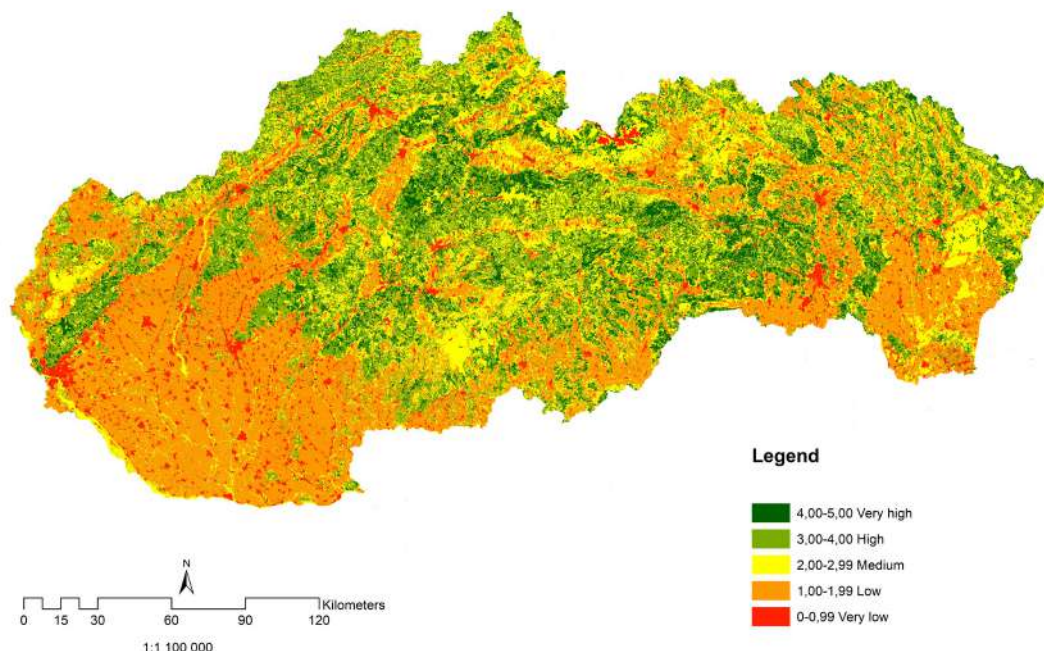 Legend
4,00-5,00 Very high
3,00-4,00 High
2,00-2,99 Medium
1,00-1,99 Low
0-0,99 Very low
N
Kilometers
0 15 30 60 90 120
1:1 100 000